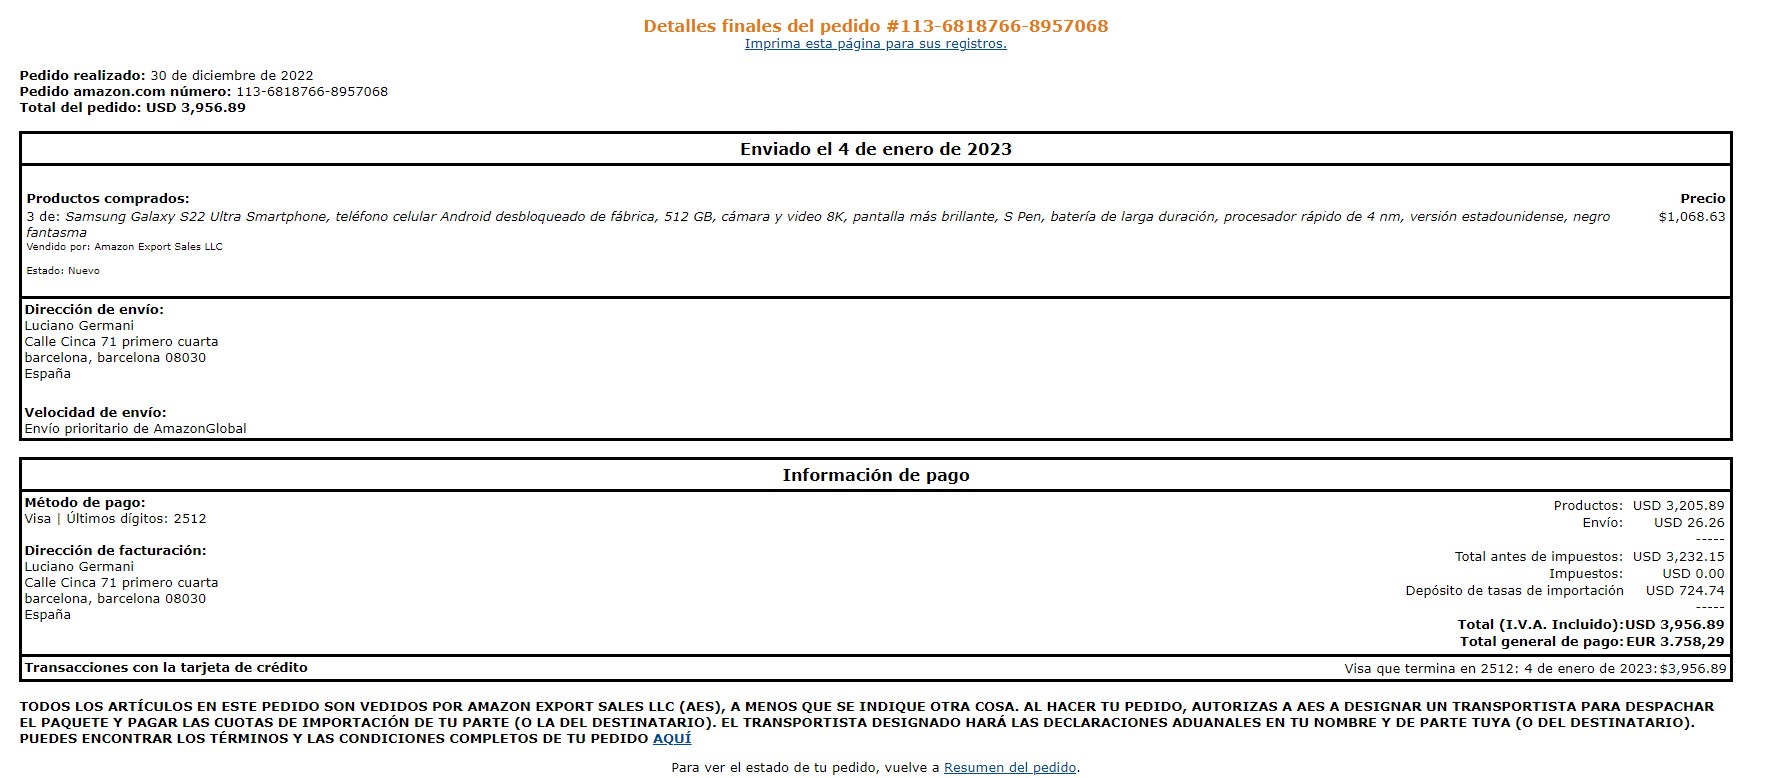 Detalles finales del pedido #113-6818766-8957068
Imprima esta página para sus registros.
Pedido realizado: 30 de diciembre de 2022
Pedido amazon.com número: 113-6818766-8957068
Total del pedido: USD 3,956.89
Enviado el 4 de enero de 2023
Productos comprados: Precio
3 de: Samsung Galaxy S22 Ultra Smartphone, teléfono celular Android desbloqueado de fábrica, 512 GB, cámara y video 8K, pantalla más brillante, S Pen, batería de larga duración, procesador rápido de 4 nm, versión estadounidense, negro $1,068.63
fantasma
Vendido por: Amazon Export Sales LLC
Estado: Nuevo
Dirección de envío:
Luciano Germani
Calle Cinca 71 primero cuarta
barcelona, barcelona 08030
España
Velocidad de envío:
Envío prioritario de AmazonGlobal
Información de pago
Método de pago:
Visa | Últimos dígitos: 2512
Dirección de facturación:
Luciano Germani
Calle Cinca 71 primero cuarta
barcelona, barcelona 08030
España
Productos: USD 3,205.89
Envío: USD 26.26
-----
Total antes de impuestos: USD 3,232.15
Impuestos: USD 0.00
Depósito de tasas de importación USD 724.74
-----
Total (I.V.A. Incluido): USD 3,956.89
Total general de pago: EUR 3.758,29
Transacciones con la tarjeta de crédito Visa que termina en 2512: 4 de enero de 2023: $3,956.89
TODOS LOS ARTÍCULOS EN ESTE PEDIDO SON VEDIDOS POR AMAZON EXPORT SALES LLC (AES), A MENOS QUE SE INDIQUE OTRA COSA. AL HACER TU PEDIDO, AUTORIZAS A AES A DESIGNAR UN TRANSPORTISTA PARA DESPACHAR
EL PAQUETE Y PAGAR LAS CUOTAS DE IMPORTACIÓN DE TU PARTE (O LA DEL DESTINATARIO). EL TRANSPORTISTA DESIGNADO HARÁ LAS DECLARACIONES ADUANALES EN TU NOMBRE Y DE PARTE TUYA (O DEL DESTINATARIO).
PUEDES ENCONTRAR LOS TÉRMINOS Y LAS CONDICIONES COMPLETOS DE TU PEDIDO AQUÍ
Para ver el estado de tu pedido, vuelve a Resumen del pedido.